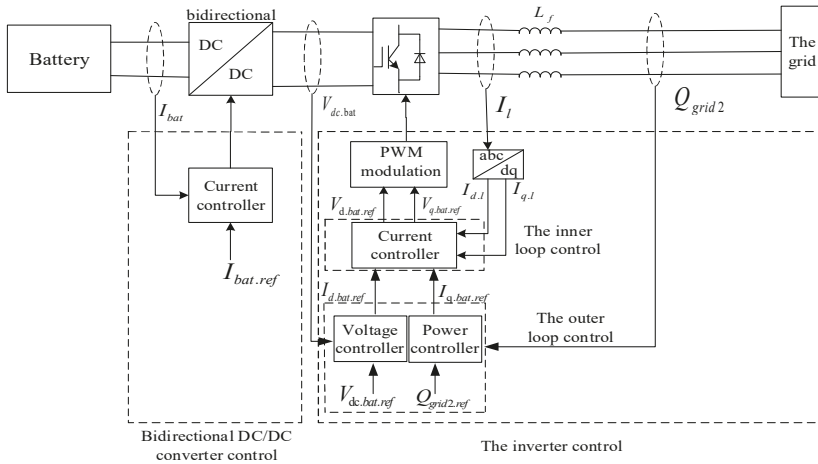 bidirectional
Battery
DC
DC
L_f
The
grid
I_bat
V_dc.bat
I_l
Q_grid 2
PWM
modulation
abc
dq
I_d.l
I_q.l
Current
controller
V_d.bat.ref
V_q.bat.ref
Current
controller
The inner
loop control
I_bat.ref
I_d.bat.ref
I_q.bat.ref
Voltage
controller
Power
controller
The outer
loop control
V_dc.bat.ref
Q_grid2.ref
Bidirectional DC/DC
converter control
The inverter control